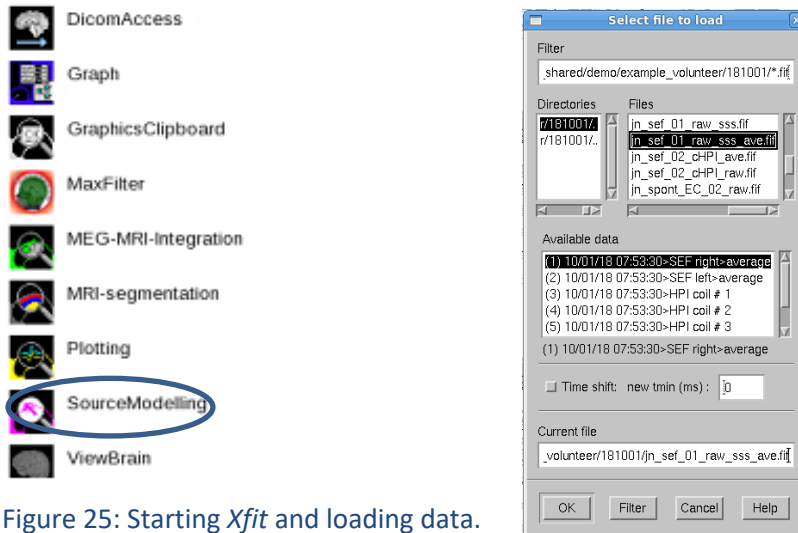 DicomAccess
Graph
GraphicsClipboard
MaxFilter
MEG-MRI-Integration
MRI-segmentation
Plotting
SourceModelling
ViewBrain
Figure 25: Starting Xfit and loading data.
Select file to load
Filter
_shared/demo/example_volunteer/181001/*.fif
Directories
r/181001/.
r/181001/..
Files
jn_sef_01_raw_sss.fif
jn_sef_01_raw_sss_ave.fif
jn_sef_02_cHPI_ave.fif
jn_sef_02_cHPI_raw.fif
jn_spont_EC_02_raw.fif
Available data
(1) 10/01/18 07:53:30>SEF right>average
(2) 10/01/18 07:53:30>SEF left>average
(3) 10/01/18 07:53:30>HPI coil # 1
(4) 10/01/18 07:53:30>HPI coil # 2
(5) 10/01/18 07:53:30>HPI coil # 3
(1) 10/01/18 07:53:30>SEF right>average
Time shift: new tmin (ms) : 0
Current file
_volunteer/181001/jn_sef_01_raw_sss_ave.fif
OK Filter Cancel Help